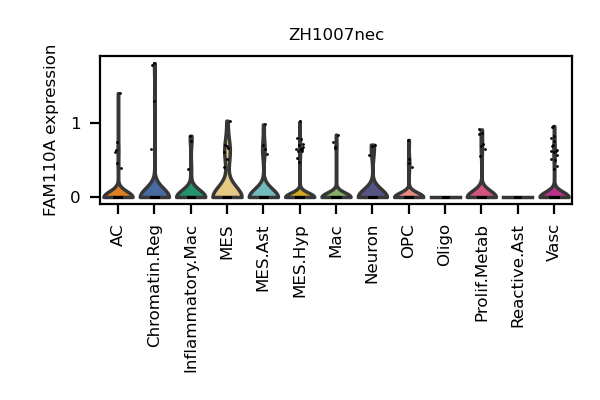 ZH1007nec
FAM110A expression
1
0
AC
Chromatin.Reg
Inflammatory.Mac
MES
MES.Ast
MES.Hyp
Mac
Neuron
OPC
Oligo
Prolif.Metab
Reactive.Ast
Vasc